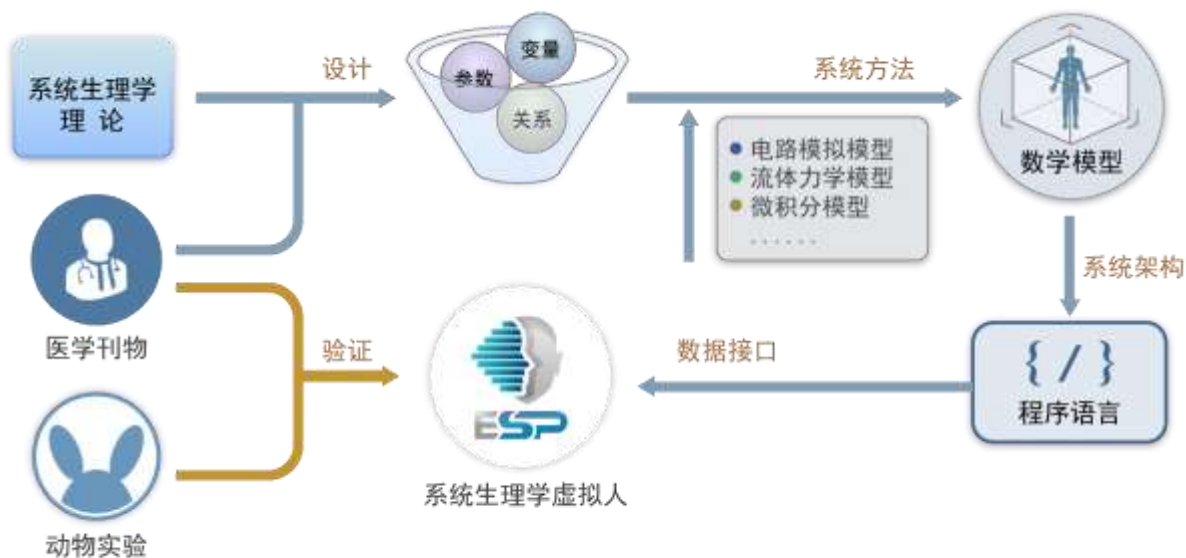 系统生理学
理 论
设计
变量
参数
关系
系统方法
电路模拟模型
流体力学模型
微积分模型
......
数学模型
系统架构
{ / }
程序语言
数据接口
医学刊物
验证
ESP
系统生理学虚拟人
动物实验